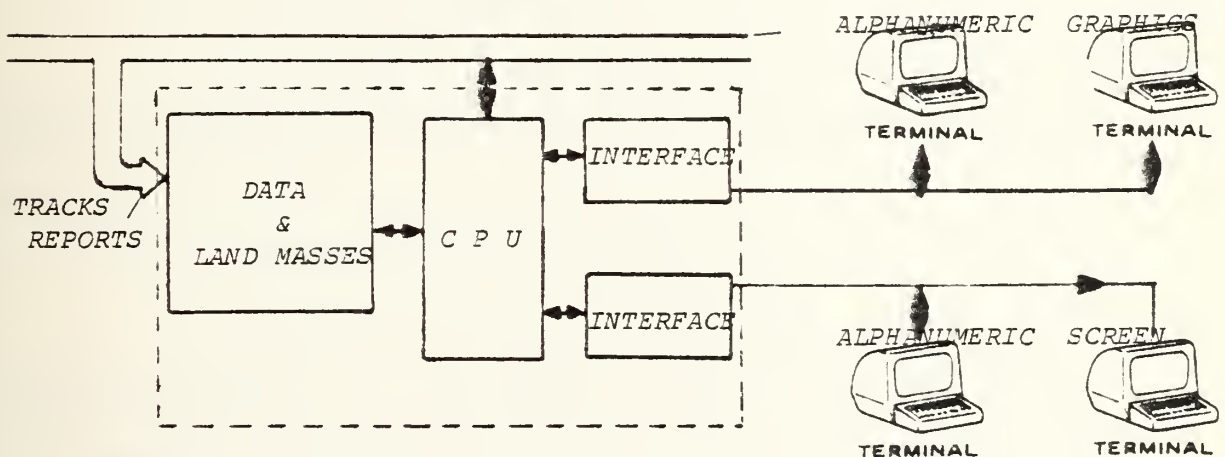 ALPHANUMERIC GRAPHICS
TERMINAL TERMINAL
INTERFACE
TRACKS
REPORTS
DATA
&
LAND MASSES
C P U
INTERFACE
ALPHANUMERIC SCREEN
TERMINAL TERMINAL